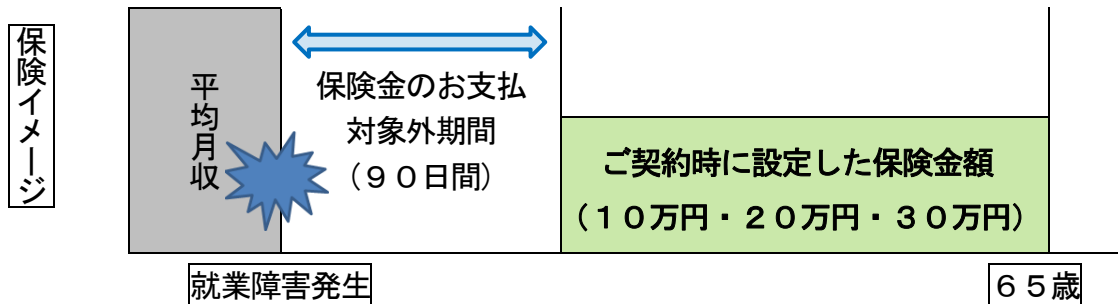 保険イメージ
平均月収
保険金のお支払
対象外期間
（９０日間）
ご契約時に設定した保険金額
（１０万円・２０万円・３０万円）
就業障害発生
６５歳